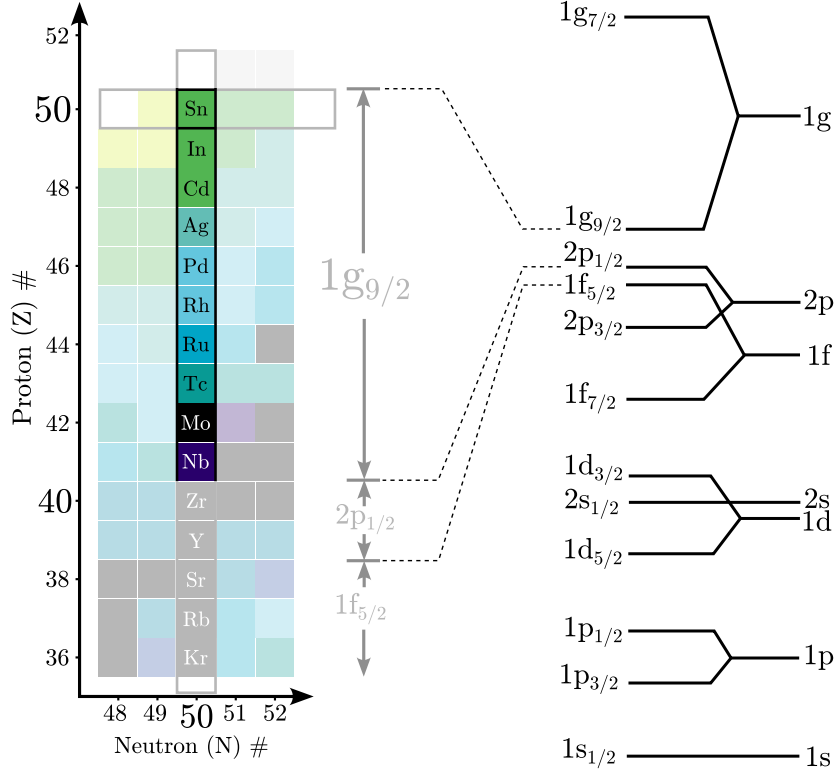 52
50
48
46
44
42
40
38
36
Proton (Z) #
Sn
In
Cd
Ag
Pd
Rh
Ru
Tc
Mo
Nb
Zr
Y
Sr
Rb
Kr
48 49 50 51 52
Neutron (N) #
1g9/2
2p1/2
1f5/2
1g7/2
1g9/2
2p1/2
1f5/2
2p3/2
1f7/2
1d3/2
2s1/2
1d5/2
1p1/2
1p3/2
1s1/2
1g
2p
1f
2s
1d
1p
1s